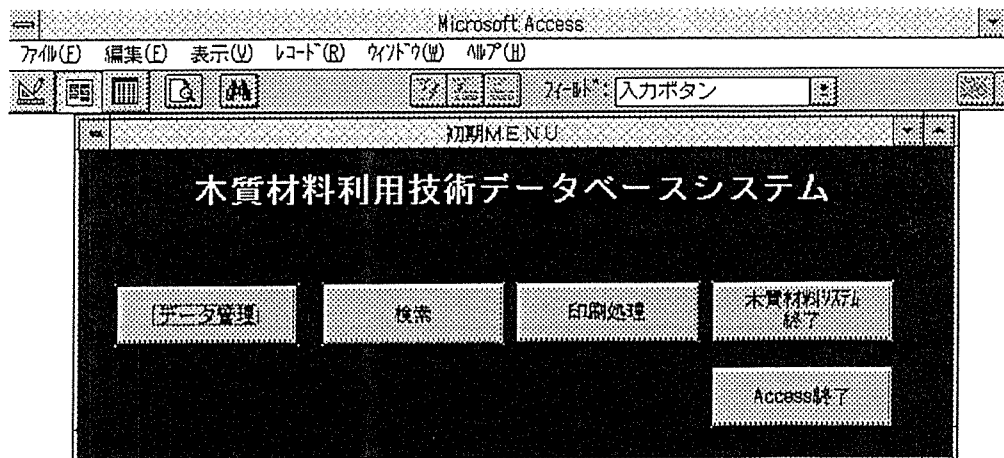 Microsoft Access
ﾌｧｲﾙ(F) 編集(E) 表示(V) ﾚｺｰﾄﾞ(R) ｳｨﾝﾄﾞｳ(W) ﾍﾙﾌﾟ(H)
ﾌｨｰﾙﾄﾞ: 入力ボタン
初期MENU
木質材料利用技術データベースシステム
データ管理 検索 印刷処理 木質材料ｼｽﾃﾑ
終了
Access終了